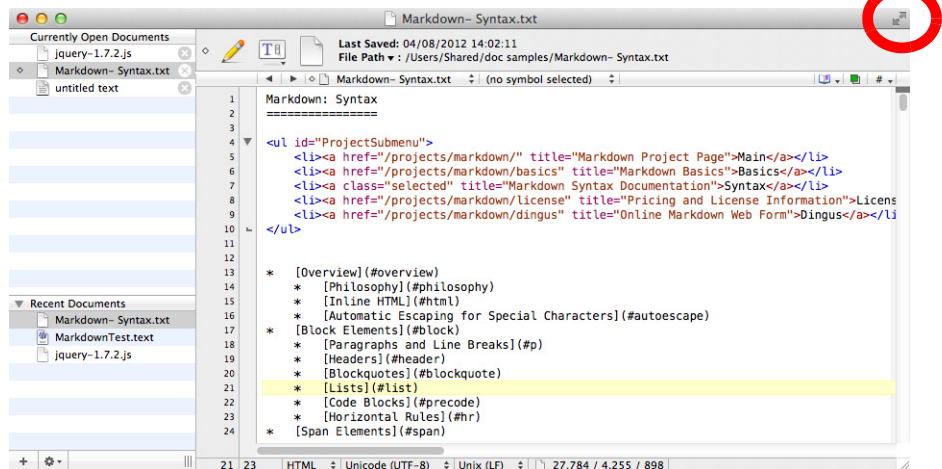 Markdown– Syntax.txt
Currently Open Documents
jquery–1.7.2.js
Markdown– Syntax.txt
untitled text
Recent Documents
Markdown– Syntax.txt
MarkdownTest.text
jquery–1.7.2.js
Last Saved: 04/08/2012 14:02:11
File Path ▾ : /Users/Shared/doc samples/Markdown– Syntax.txt
Markdown– Syntax.txt (no symbol selected) #
1 Markdown: Syntax
2 ================
3
4 <ul id="ProjectSubmenu">
5 <li><a href="/projects/markdown/" title="Markdown Project Page">Main</a></li>
6 <li><a href="/projects/markdown/basics" title="Markdown Basics">Basics</a></li>
7 <li><a class="selected" title="Markdown Syntax Documentation">Syntax</a></li>
8 <li><a href="/projects/markdown/license" title="Pricing and License Information">Licens
9 <li><a href="/projects/markdown/dingus" title="Online Markdown Web Form">Dingus</a></li
10 </ul>
11
12
13 * [Overview](#overview)
14 * [Philosophy](#philosophy)
15 * [Inline HTML](#html)
16 * [Automatic Escaping for Special Characters](#autoescape)
17 * [Block Elements](#block)
18 * [Paragraphs and Line Breaks](#p)
19 * [Headers](#header)
20 * [Blockquotes](#blockquote)
21 * [Lists](#list)
22 * [Code Blocks](#precode)
23 * [Horizontal Rules](#hr)
24 * [Span Elements](#span)
21 23 HTML Unicode (UTF–8) Unix (LF) 27,784 / 4,255 / 898